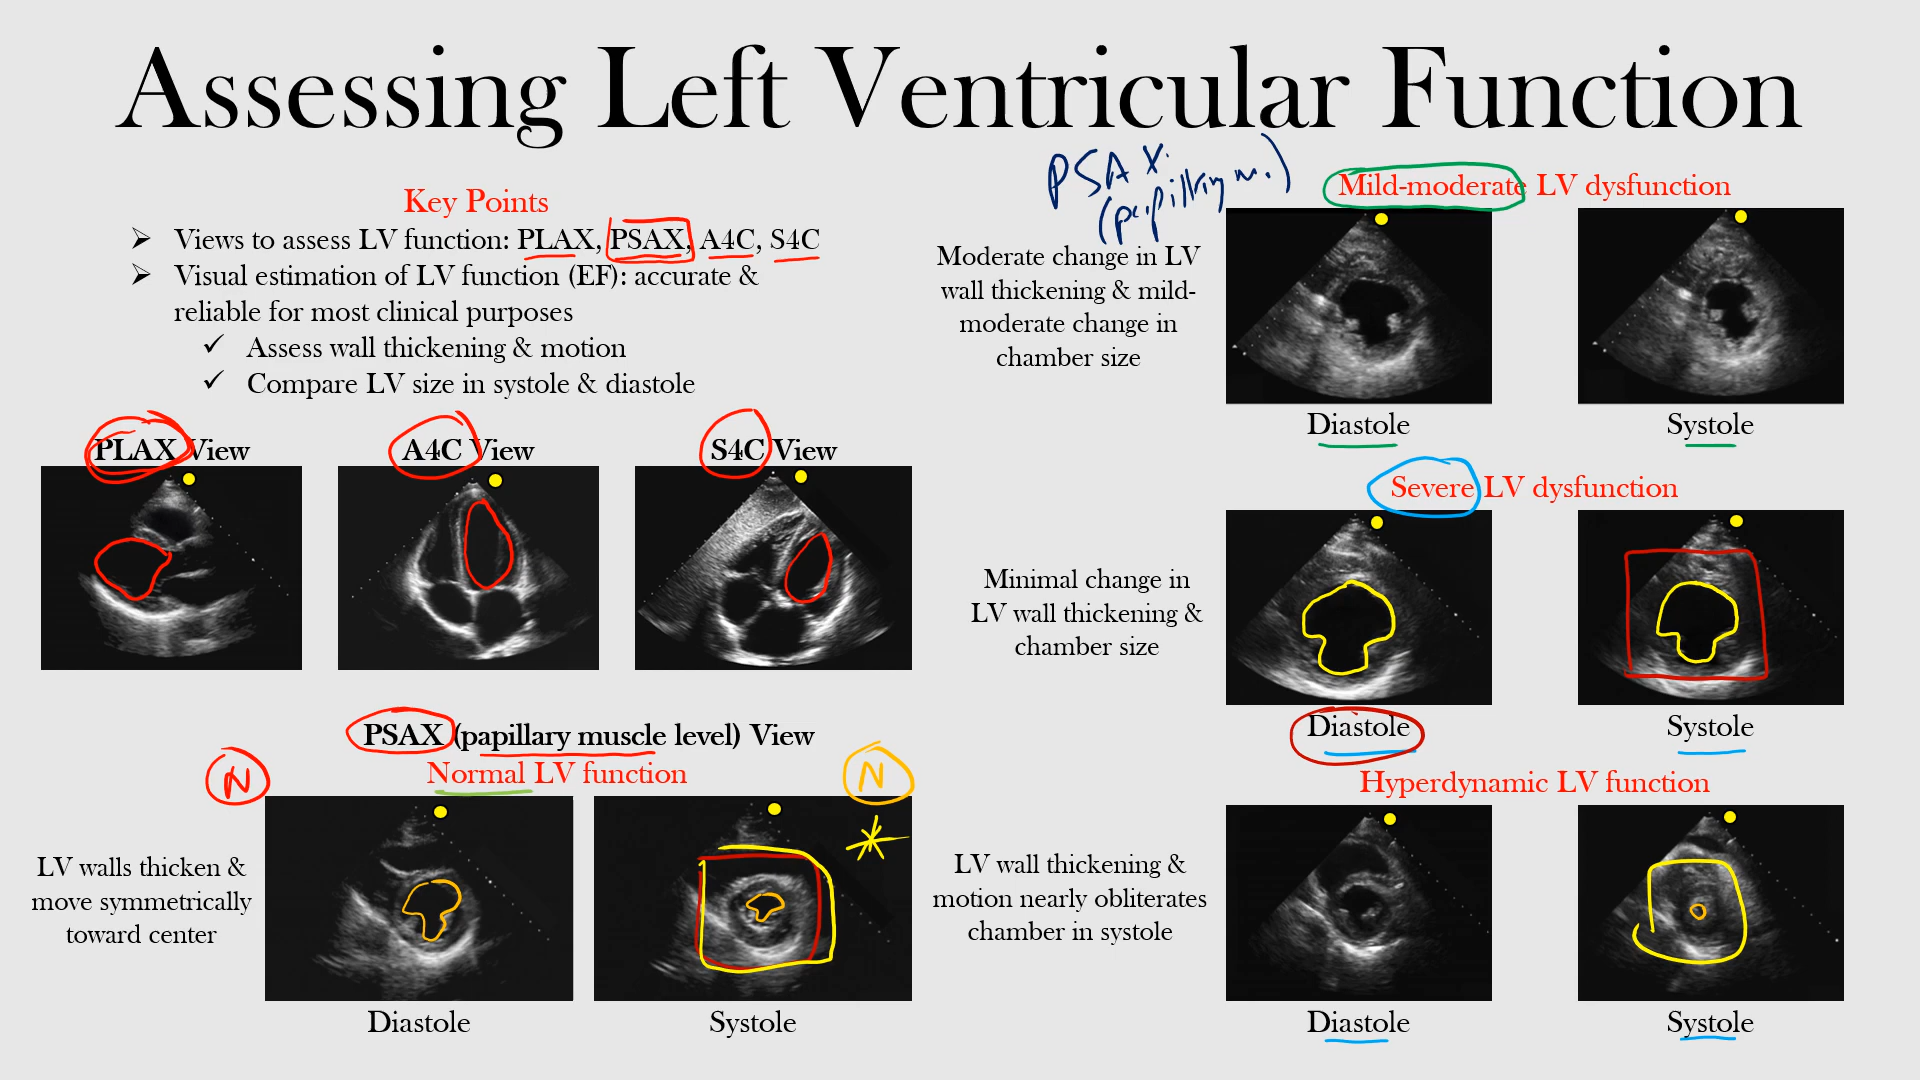 Assessing Left Ventricular Function
Key Points
➢ Views to assess LV function: PLAX, PSAX, A4C, S4C
➢ Visual estimation of LV function (EF): accurate &
reliable for most clinical purposes
✓ Assess wall thickening & motion
✓ Compare LV size in systole & diastole
PLAX View
A4C View
S4C View
PSAX (papillary muscle level) View
N
Normal LV function
N
LV walls thicken &
move symmetrically
toward center
Diastole
Systole
PSAX:
(papillary m.)
Mild-moderate LV dysfunction
Moderate change in LV
wall thickening & mild-
moderate change in
chamber size
Diastole
Systole
Severe LV dysfunction
Minimal change in
LV wall thickening &
chamber size
Diastole
Systole
Hyperdynamic LV function
LV wall thickening &
motion nearly obliterates
chamber in systole
Diastole
Systole